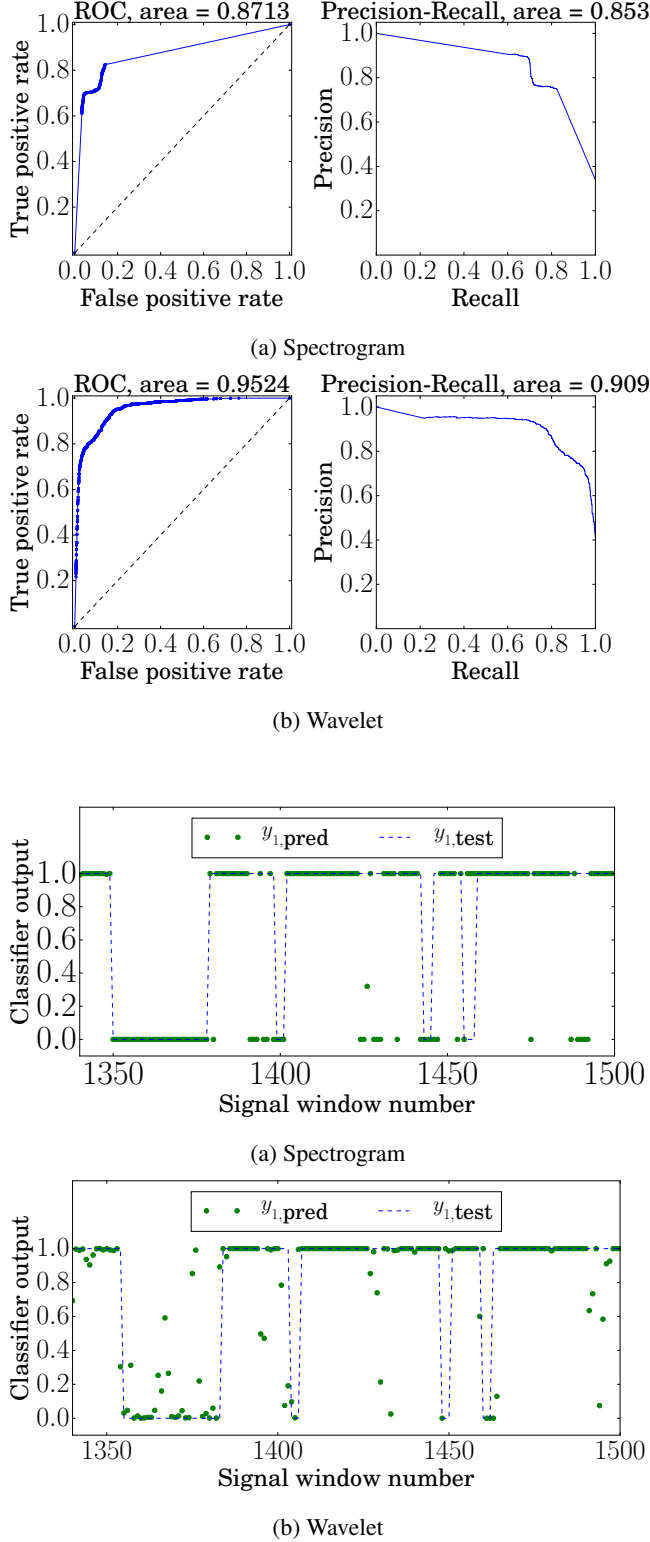 ROC, area = 0.8713 Precision-Recall, area = 0.853
True positive rate
1.0
0.8
0.6
0.4
0.2
0.0 0.2 0.4 0.6 0.8 1.0
False positive rate
Precision
1.0
0.8
0.6
0.4
0.2
0.0 0.2 0.4 0.6 0.8 1.0
Recall
(a) Spectrogram
ROC, area = 0.9524 Precision-Recall, area = 0.909
True positive rate
1.0
0.8
0.6
0.4
0.2
0.0 0.2 0.4 0.6 0.8 1.0
False positive rate
Precision
1.0
0.8
0.6
0.4
0.2
0.0 0.2 0.4 0.6 0.8 1.0
Recall
(b) Wavelet
y1,pred y1,test
Classifier output
1.0
0.8
0.6
0.4
0.2
0.0
1350 1400 1450 1500
Signal window number
(a) Spectrogram
y1,pred y1,test
Classifier output
1.0
0.8
0.6
0.4
0.2
0.0
1350 1400 1450 1500
Signal window number
(b) Wavelet